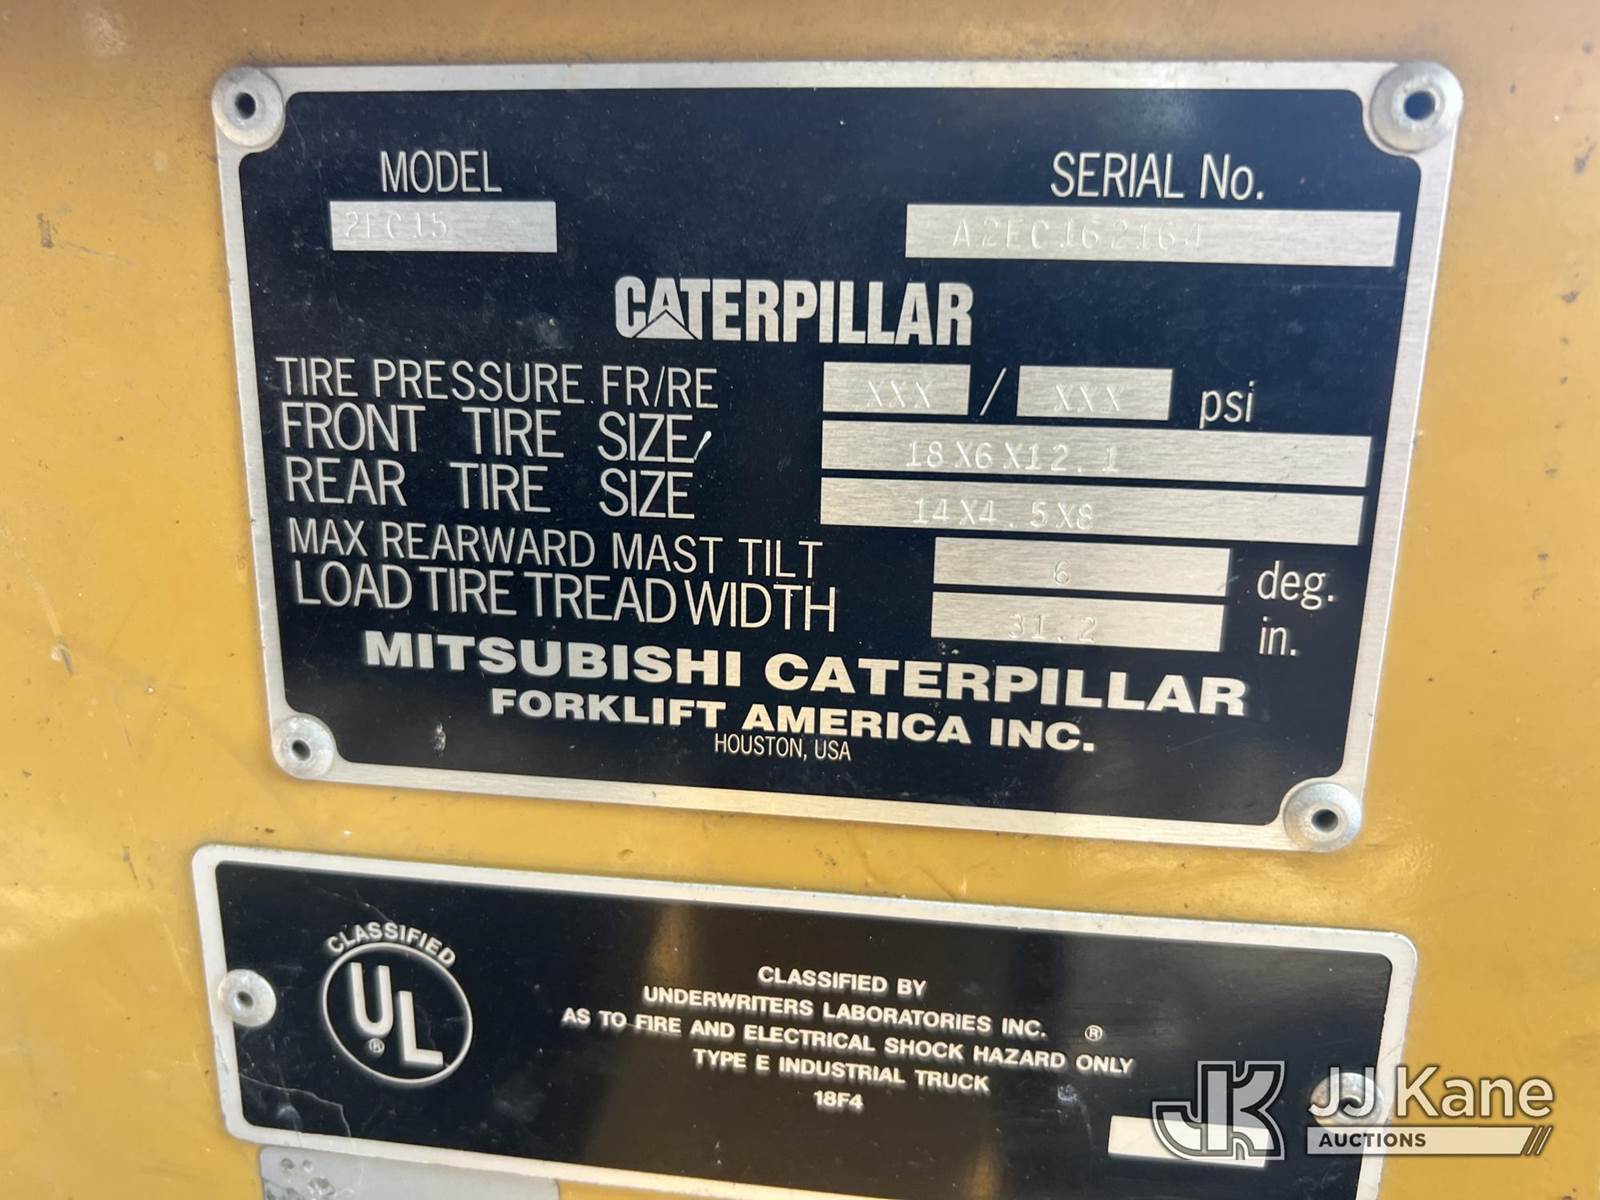 MODEL SERIAL No.
2EC15
CATERPILLAR
TIRE PRESSURE FR/RE XXX / XXX psi
FRONT TIRE SIZE 18X6X12.1
REAR TIRE SIZE 14X4.5X8
MAX REARWARD MAST TILT 6 deg.
LOAD TIRE TREAD WIDTH 31.2 in.
MITSUBISHI CATERPILLAR
FORKLIFT AMERICA INC.
HOUSTON, USA
CLASSIFIED
UL ®
CLASSIFIED BY
UNDERWRITERS LABORATORIES INC. ®
AS TO FIRE AND ELECTRICAL SHOCK HAZARD ONLY
TYPE E INDUSTRIAL TRUCK
18F4
JK JJ Kane
AUCTIONS